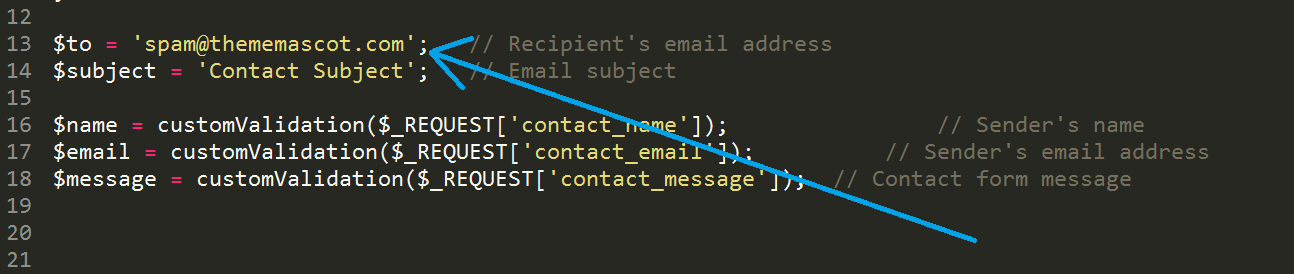 12
13 $to = 'spam@thememascot.com'; // Recipient's email address
14 $subject = 'Contact Subject'; // Email subject
15
16 $name = customValidation($_REQUEST['contact_name']); // Sender's name
17 $email = customValidation($_REQUEST['contact_email']); // Sender's email address
18 $message = customValidation($_REQUEST['contact_message']); // Contact form message
19
20
21